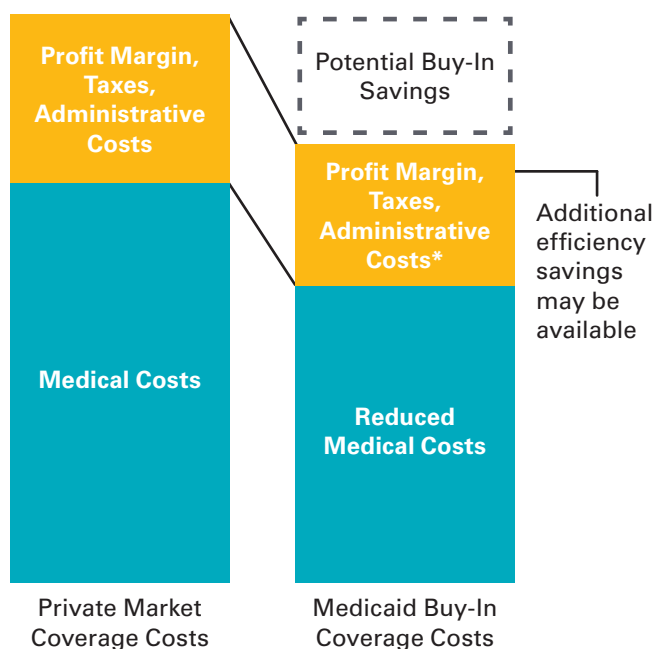 Profit Margin,
Taxes,
Administrative
Costs
Medical Costs
Private Market
Coverage Costs
Potential Buy-In
Savings
Profit Margin,
Taxes,
Administrative
Costs*
Reduced
Medical Costs
Medicaid Buy-In
Coverage Costs
Additional
efficiency
savings
may be
available